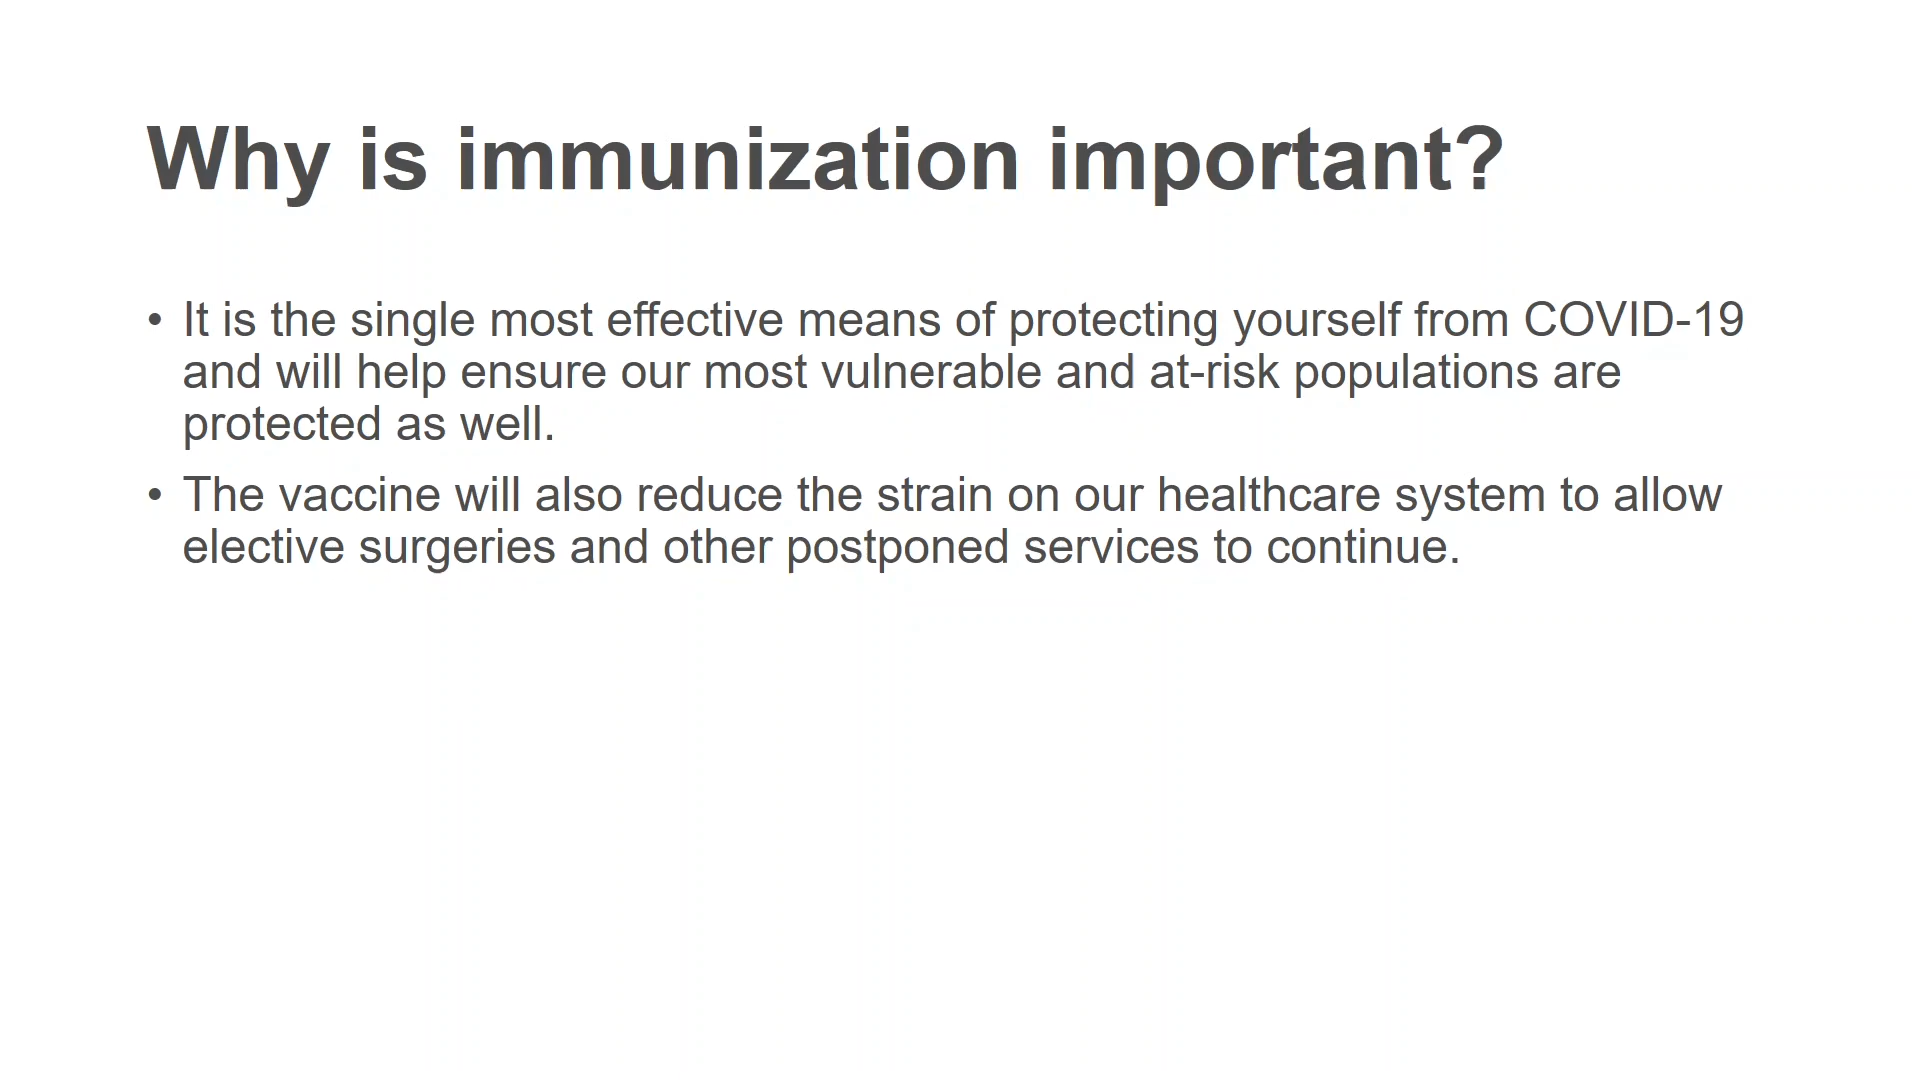 Why is immunization important?
• It is the single most effective means of protecting yourself from COVID-19
and will help ensure our most vulnerable and at-risk populations are
protected as well.
• The vaccine will also reduce the strain on our healthcare system to allow
elective surgeries and other postponed services to continue.